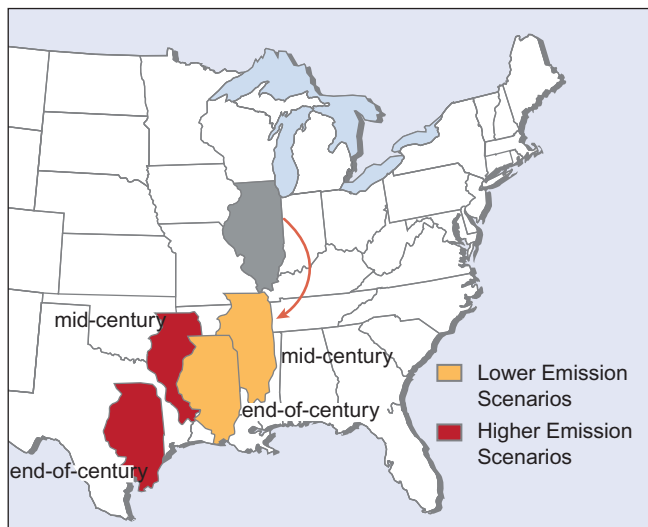 mid-century
mid-century
end-of-century
end-of-century
Lower Emission
Scenarios
Higher Emission
Scenarios